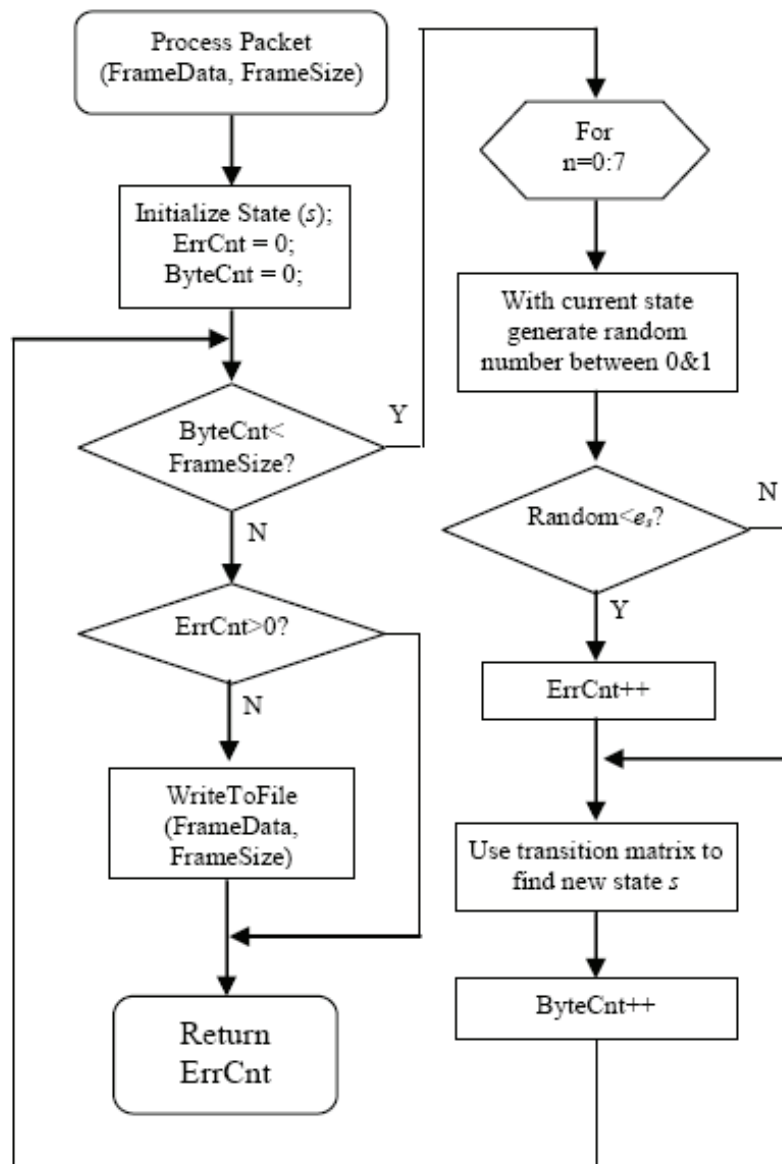 Process Packet
(FrameData, FrameSize)
Initialize State (s);
ErrCnt = 0;
ByteCnt = 0;
ByteCnt<
FrameSize?
Y
N
ErrCnt>0?
N
WriteToFile
(FrameData,
FrameSize)
Return
ErrCnt
For
n=0:7
With current state
generate random
number between 0&1
Random<eₛ?
N
Y
ErrCnt++
Use transition matrix to
find new state s
ByteCnt++